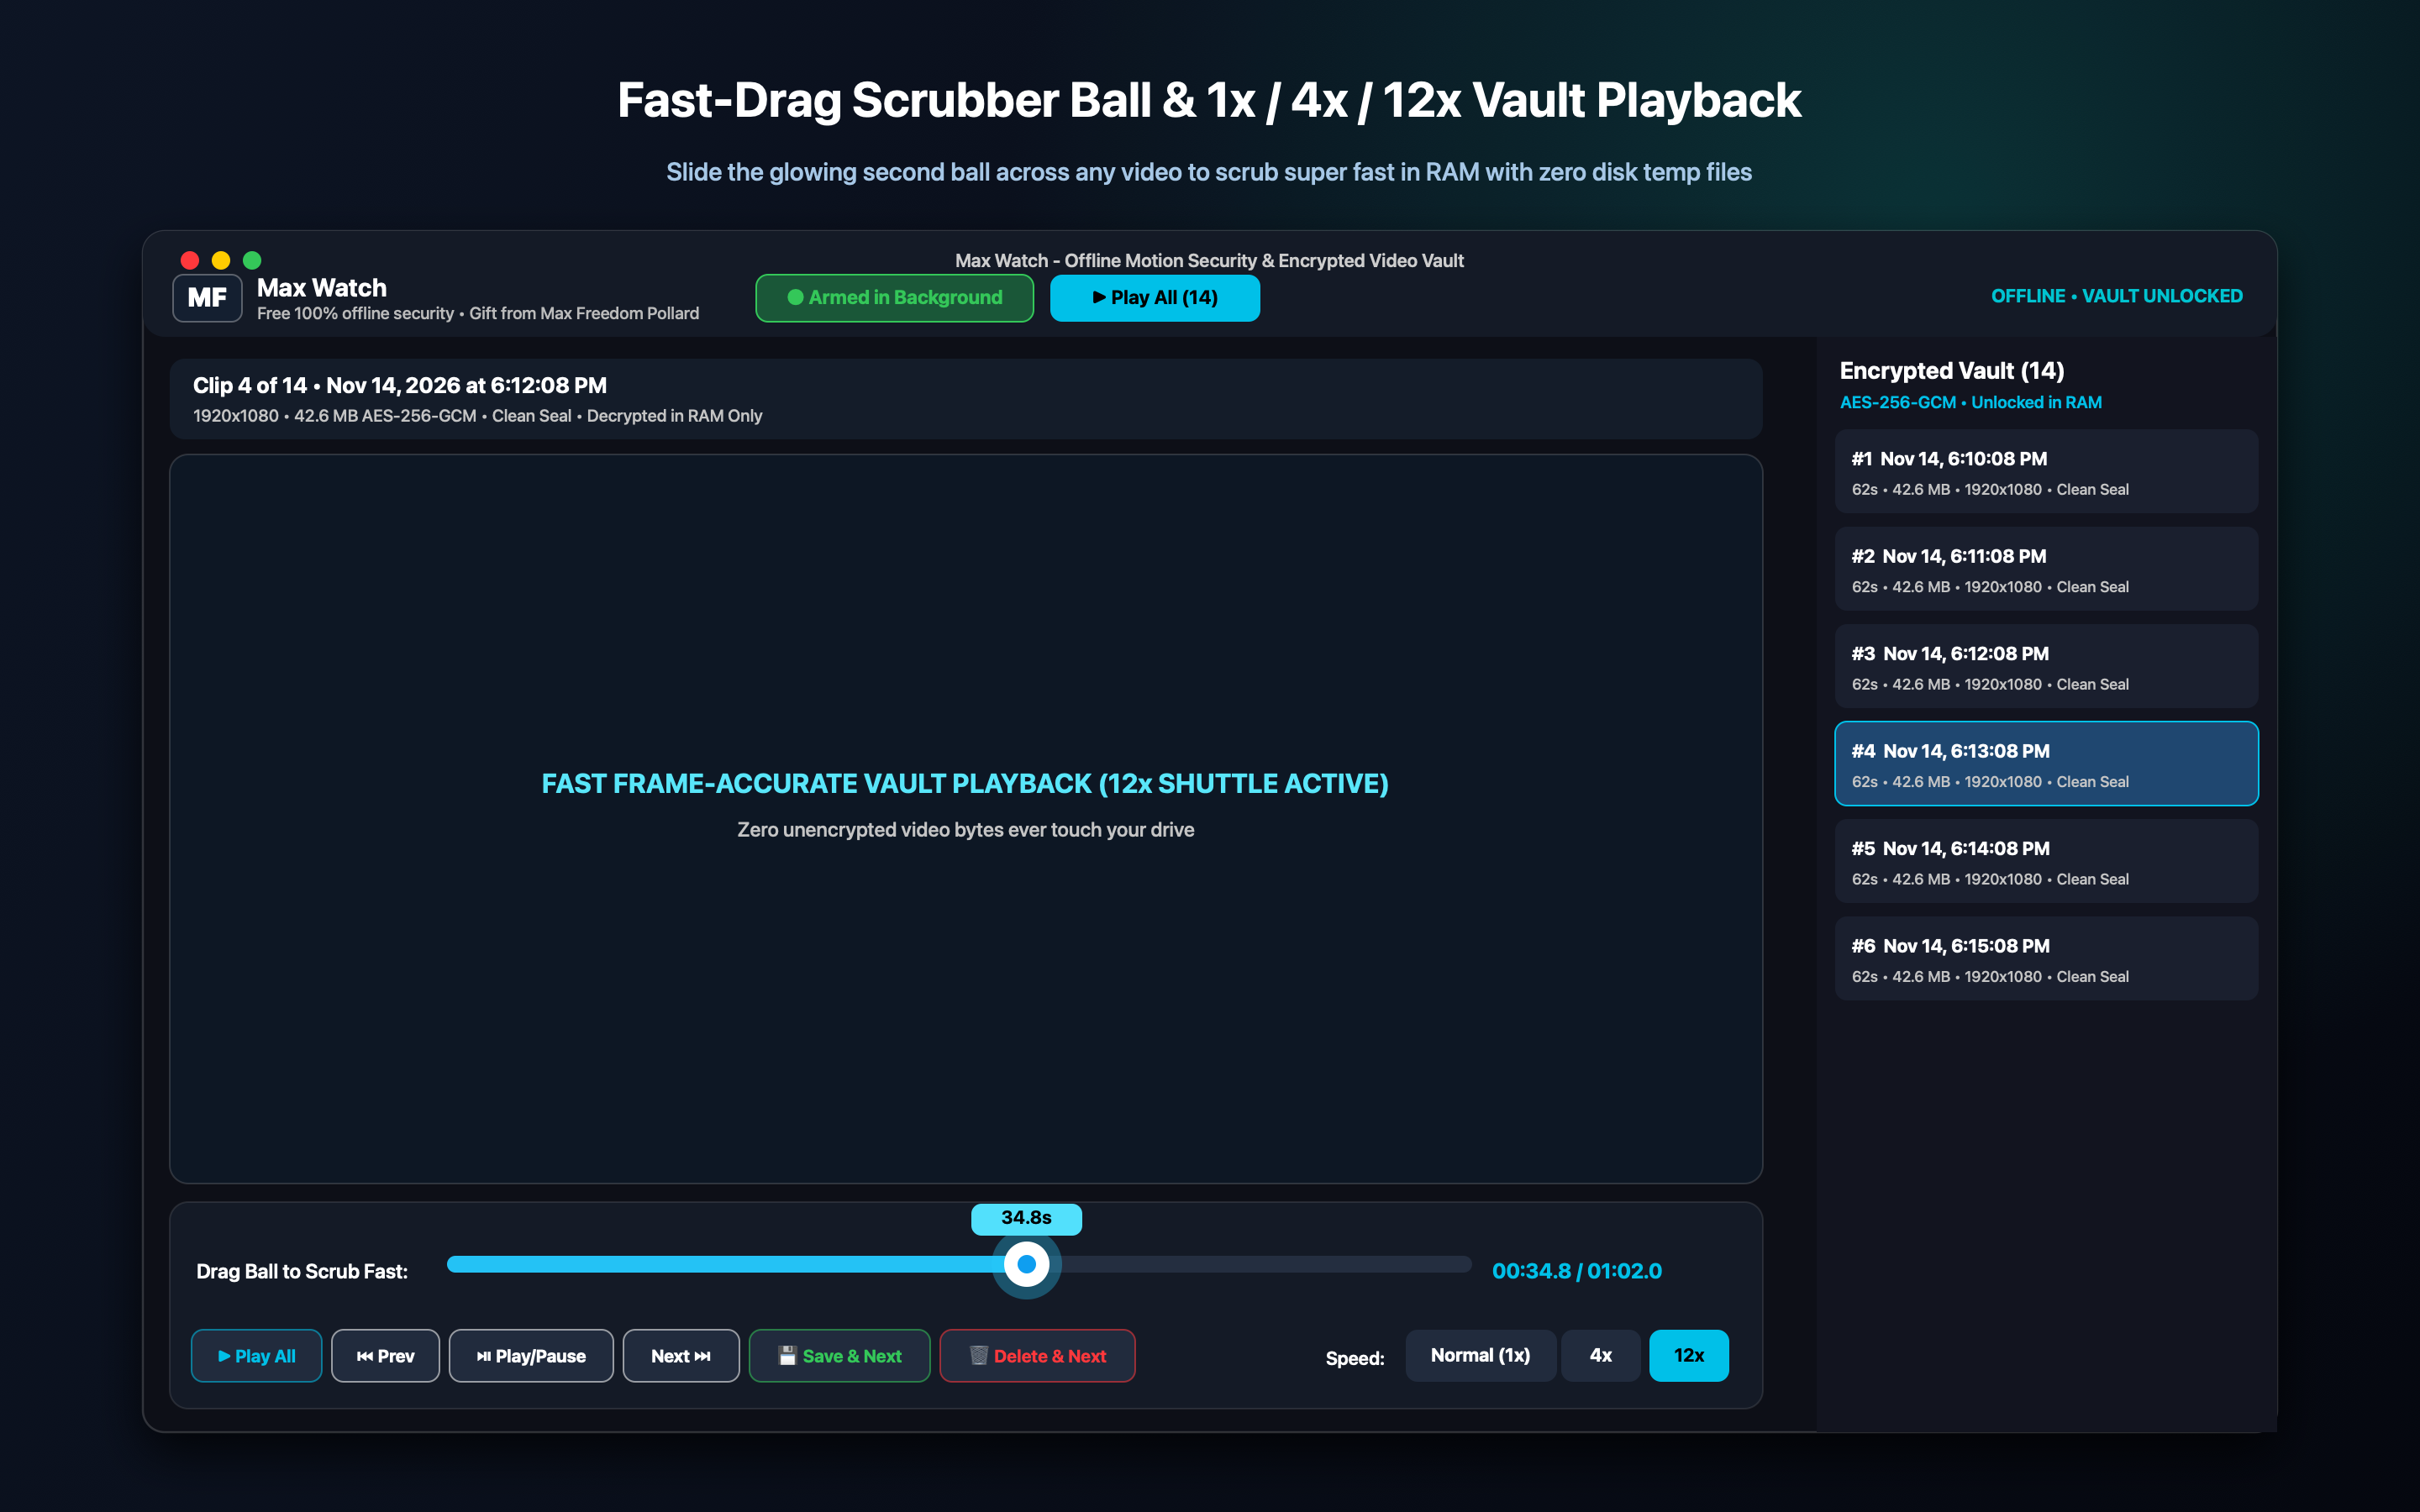 Fast-Drag Scrubber Ball & 1x / 4x / 12x Vault Playback
Slide the glowing second ball across any video to scrub super fast in RAM with zero disk temp files
Max Watch - Offline Motion Security & Encrypted Video Vault
MF
Max Watch
Free 100% offline security • Gift from Max Freedom Pollard
Armed in Background
▶ Play All (14)
OFFLINE • VAULT UNLOCKED
Clip 4 of 14 • Nov 14, 2026 at 6:12:08 PM
1920x1080 • 42.6 MB AES-256-GCM • Clean Seal • Decrypted in RAM Only
FAST FRAME-ACCURATE VAULT PLAYBACK (12x SHUTTLE ACTIVE)
Zero unencrypted video bytes ever touch your drive
34.8s
Drag Ball to Scrub Fast:
00:34.8 / 01:02.0
▶ Play All
⏮ Prev
⏯ Play/Pause
Next ⏭
💾 Save & Next
🗑 Delete & Next
Speed:
Normal (1x)
4x
12x
Encrypted Vault (14)
AES-256-GCM • Unlocked in RAM
#1 Nov 14, 6:10:08 PM
62s • 42.6 MB • 1920x1080 • Clean Seal
#2 Nov 14, 6:11:08 PM
62s • 42.6 MB • 1920x1080 • Clean Seal
#3 Nov 14, 6:12:08 PM
62s • 42.6 MB • 1920x1080 • Clean Seal
#4 Nov 14, 6:13:08 PM
62s • 42.6 MB • 1920x1080 • Clean Seal
#5 Nov 14, 6:14:08 PM
62s • 42.6 MB • 1920x1080 • Clean Seal
#6 Nov 14, 6:15:08 PM
62s • 42.6 MB • 1920x1080 • Clean Seal